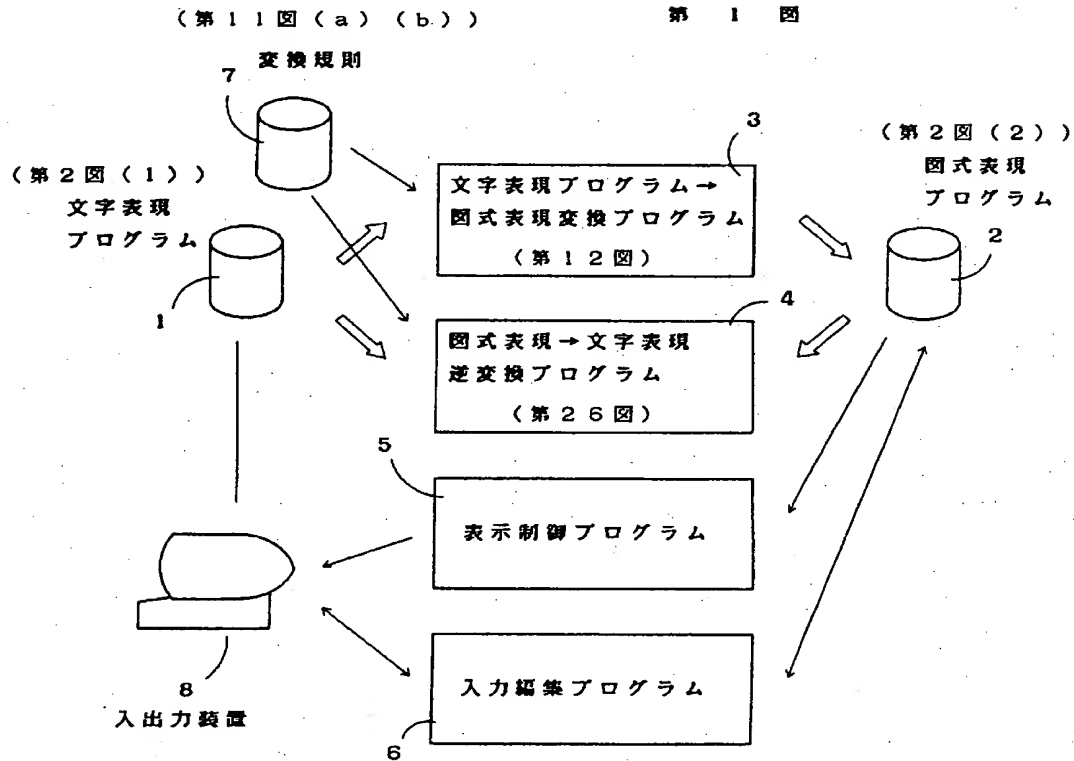 (第11図(a)(b))
第 1 図
変換規則
7
3
(第2図(2))
図式表現
プログラム
(第2図(1))
文字表現
プログラム
文字表現プログラム→
図式表現変換プログラム
(第12図)
2
1
4
図式表現→文字表現
逆変換プログラム
(第26図)
5
表示制御プログラム
8
入出力装置
入力編集プログラム
6